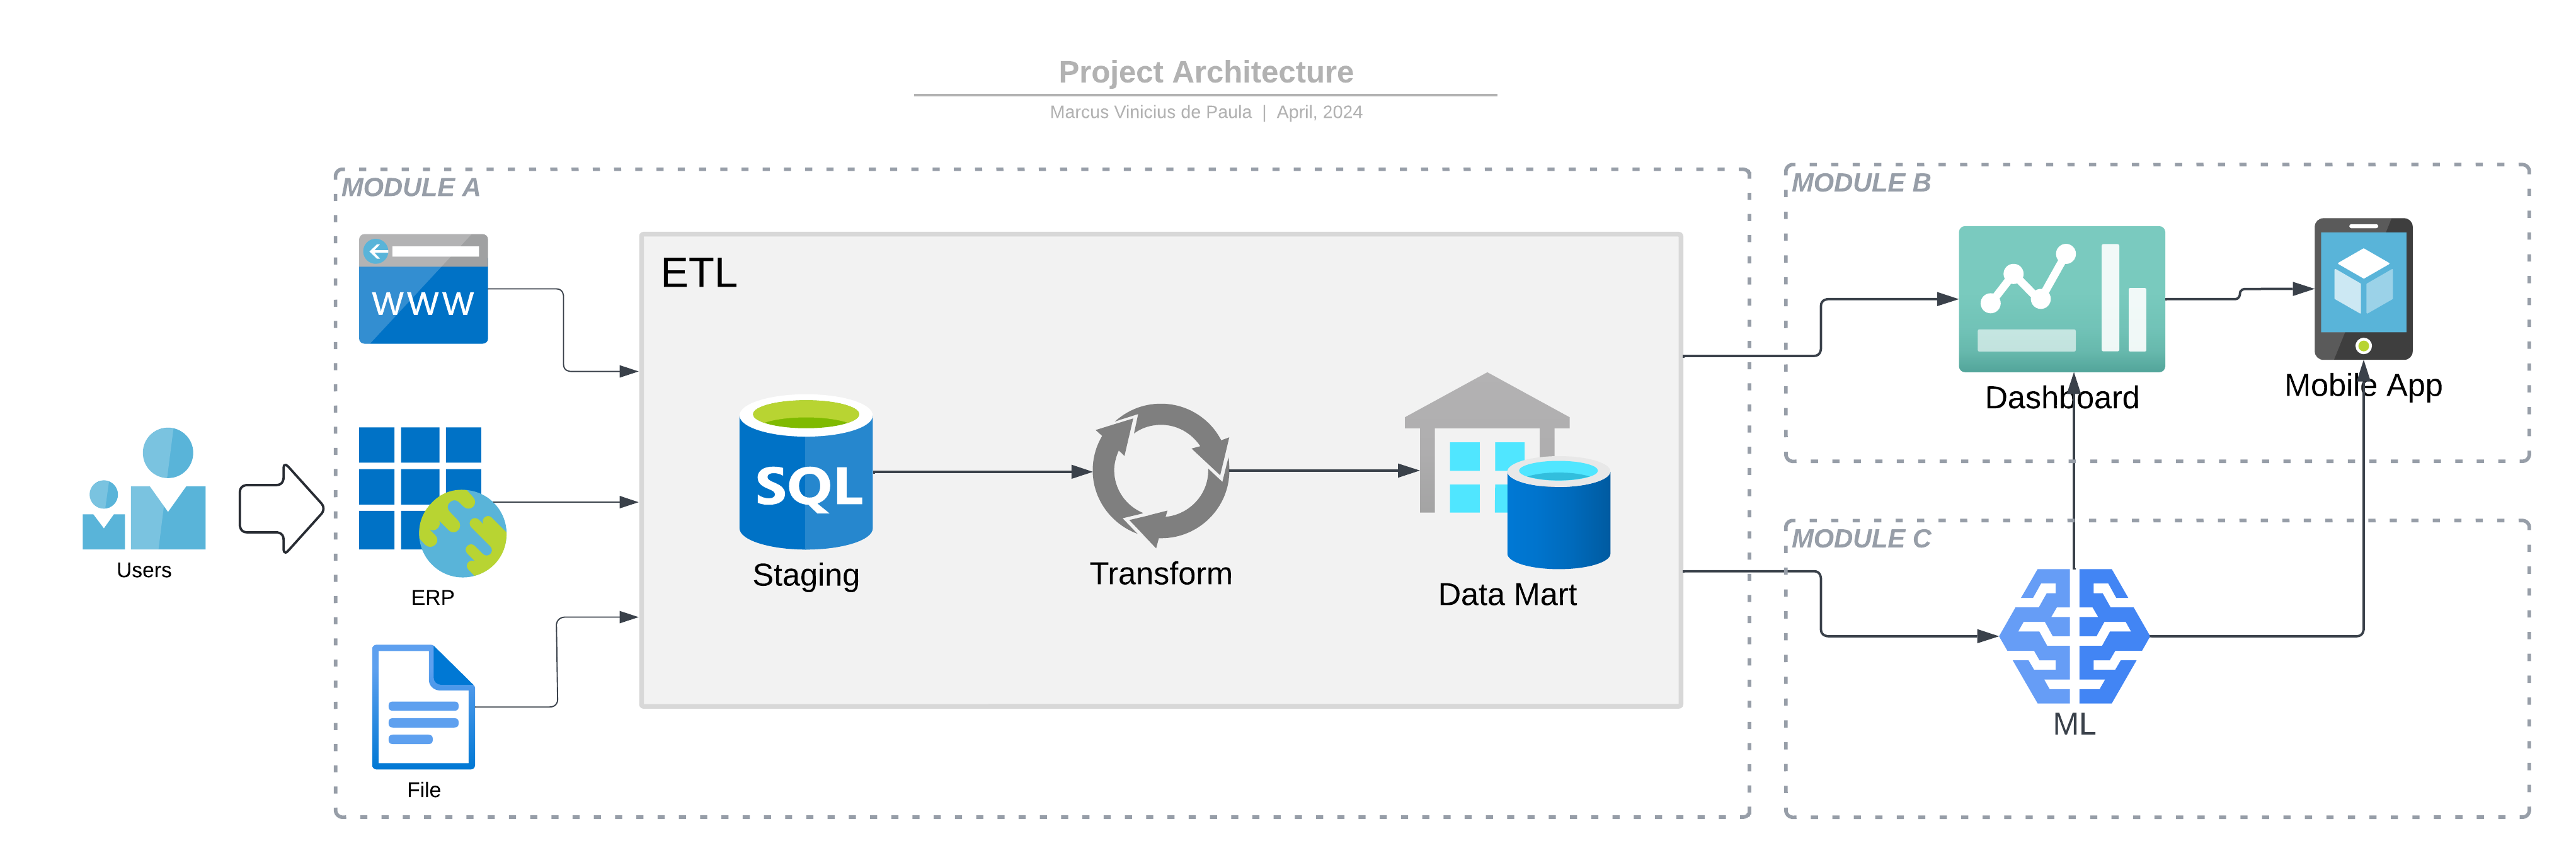 Project Architecture
Marcus Vinicius de Paula | April, 2024
MODULE A
WWW
Users
ERP
File
ETL
SQL
Staging
Transform
Data Mart
MODULE B
Dashboard
Mobile App
MODULE C
ML